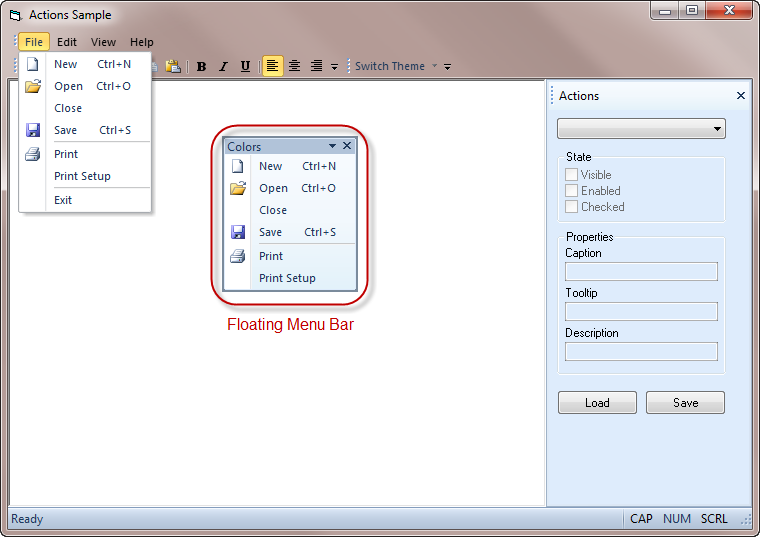 Actions Sample
File Edit View Help
B I U Switch Theme
New Ctrl+N
Open Ctrl+O
Close
Save Ctrl+S
Print
Print Setup
Exit
Colors
New Ctrl+N
Open Ctrl+O
Close
Save Ctrl+S
Print
Print Setup
Floating Menu Bar
Actions
State
Visible
Enabled
Checked
Properties
Caption
Tooltip
Description
Load Save
Ready CAP NUM SCRL